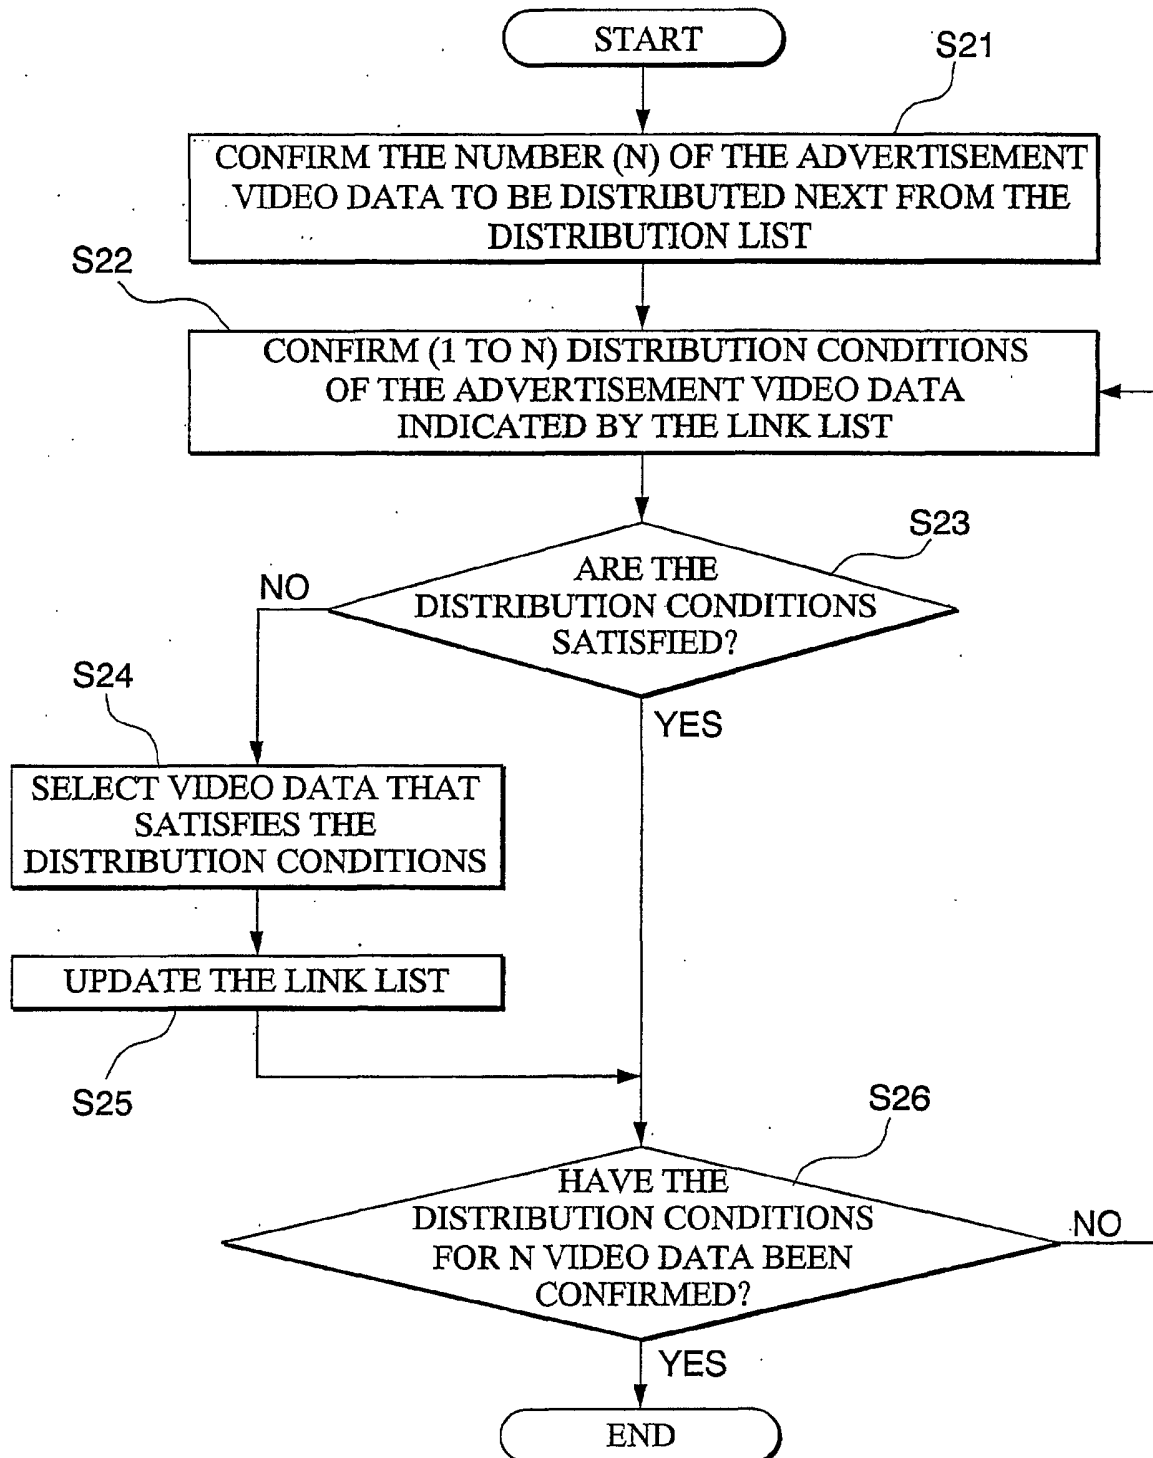 START
S21
CONFIRM THE NUMBER (N) OF THE ADVERTISEMENT
VIDEO DATA TO BE DISTRIBUTED NEXT FROM THE
DISTRIBUTION LIST
S22
CONFIRM (1 TO N) DISTRIBUTION CONDITIONS
OF THE ADVERTISEMENT VIDEO DATA
INDICATED BY THE LINK LIST
S23
ARE THE
DISTRIBUTION CONDITIONS
SATISFIED?
NO
YES
S24
SELECT VIDEO DATA THAT
SATISFIES THE
DISTRIBUTION CONDITIONS
UPDATE THE LINK LIST
S25
S26
HAVE THE
DISTRIBUTION CONDITIONS
FOR N VIDEO DATA BEEN
CONFIRMED?
NO
YES
END